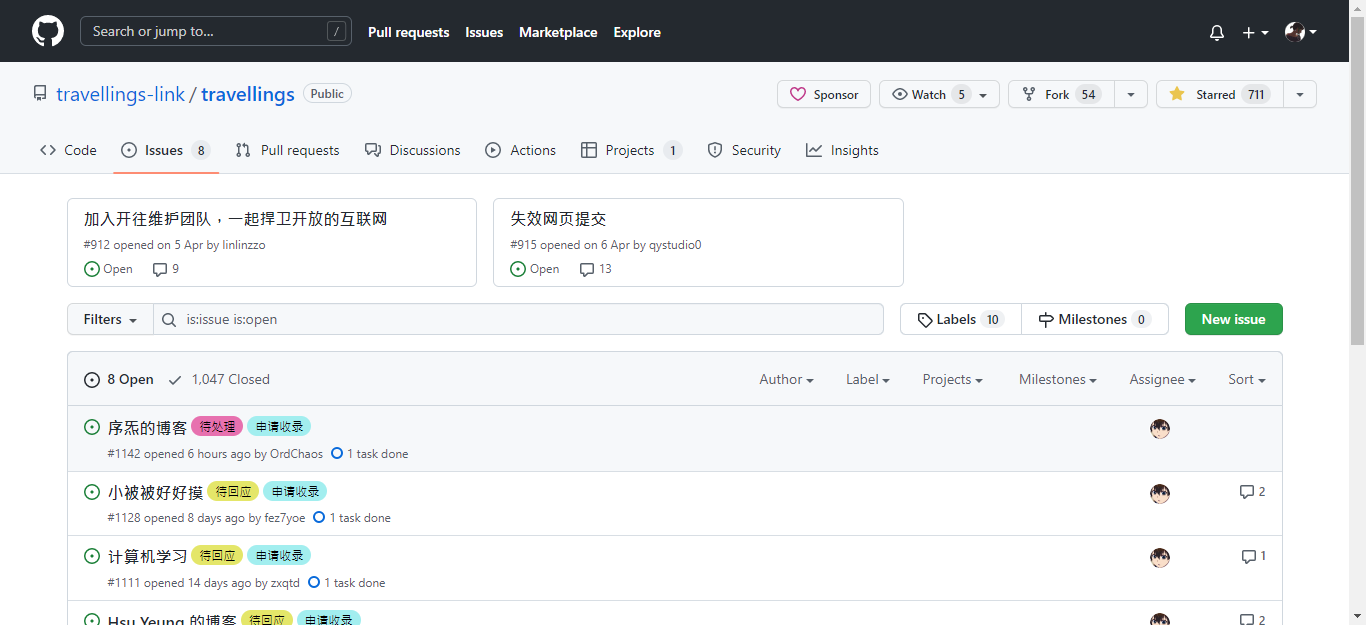 Search or jump to... /
Pull requests Issues Marketplace Explore
travellings-link / travellings Public
Sponsor Watch 5 Fork 54 Starred 711
Code Issues 8 Pull requests Discussions Actions Projects 1 Security Insights
加入开往维护团队，一起捍卫开放的互联网
#912 opened on 5 Apr by linlinzzo
Open 9
失效网页提交
#915 opened on 6 Apr by qystudio0
Open 13
Filters is:issue is:open Labels 10 Milestones 0 New issue
8 Open 1,047 Closed Author Label Projects Milestones Assignee Sort
序炁的博客 待处理 申请收录
#1142 opened 6 hours ago by OrdChaos 1 task done
小被被好好摸 待回应 申请收录 2
#1128 opened 8 days ago by fez7yoe 1 task done
计算机学习 待回应 申请收录 1
#1111 opened 14 days ago by zxqtd 1 task done
Hsu Yeung 的博客 待回应 申请收录 2